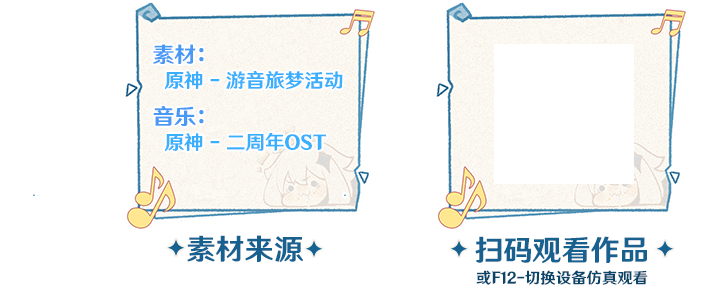 素材：
原神 - 游音旅梦活动
音乐：
原神 - 二周年OST
素材来源
扫码观看作品
或F12-切换设备仿真观看